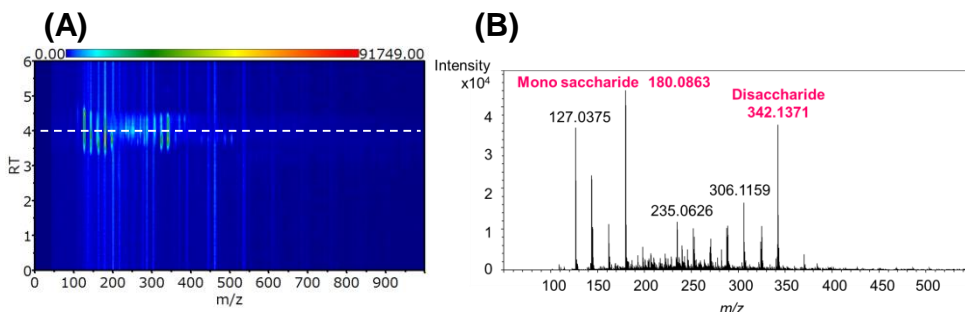 (A)
0.00
91749.00
6
5
4
3
2
1
0
RT
0 100 200 300 400 500 600 700 800 900
m/z
(B)
Intensity
x10⁴
Mono saccharide 180.0863
Disaccharide
342.1371
127.0375
306.1159
235.0626
4
3
2
1
0
100 150 200 250 300 350 400 450 500
m/z